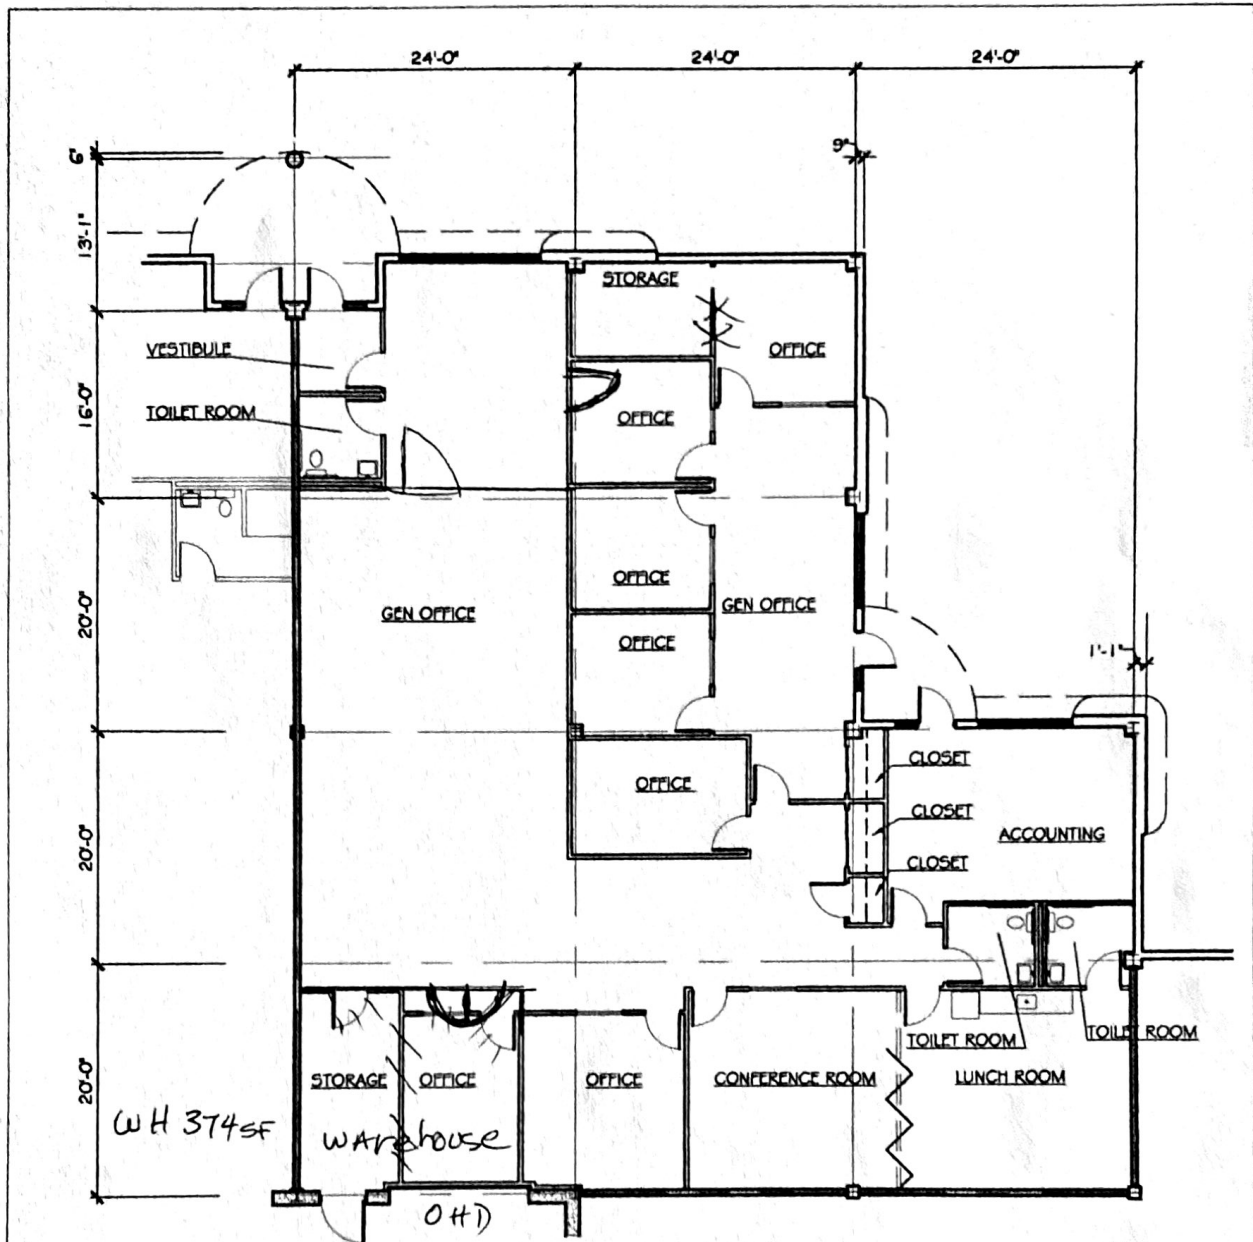 24'-0" 24'-0" 24'-0"
6"
9"
13'-1"
STORAGE
VESTIBULE
OFFICE
16'-0"
TOILET ROOM
OFFICE
OFFICE
20'-0"
GEN OFFICE
GEN OFFICE
OFFICE
1'-1"
CLOSET
OFFICE
CLOSET
20'-0"
ACCOUNTING
CLOSET
TOILET ROOM
TOILET ROOM
20'-0"
STORAGE
OFFICE
OFFICE
CONFERENCE ROOM
LUNCH ROOM
WH 374 SF
WArehouse
OHD